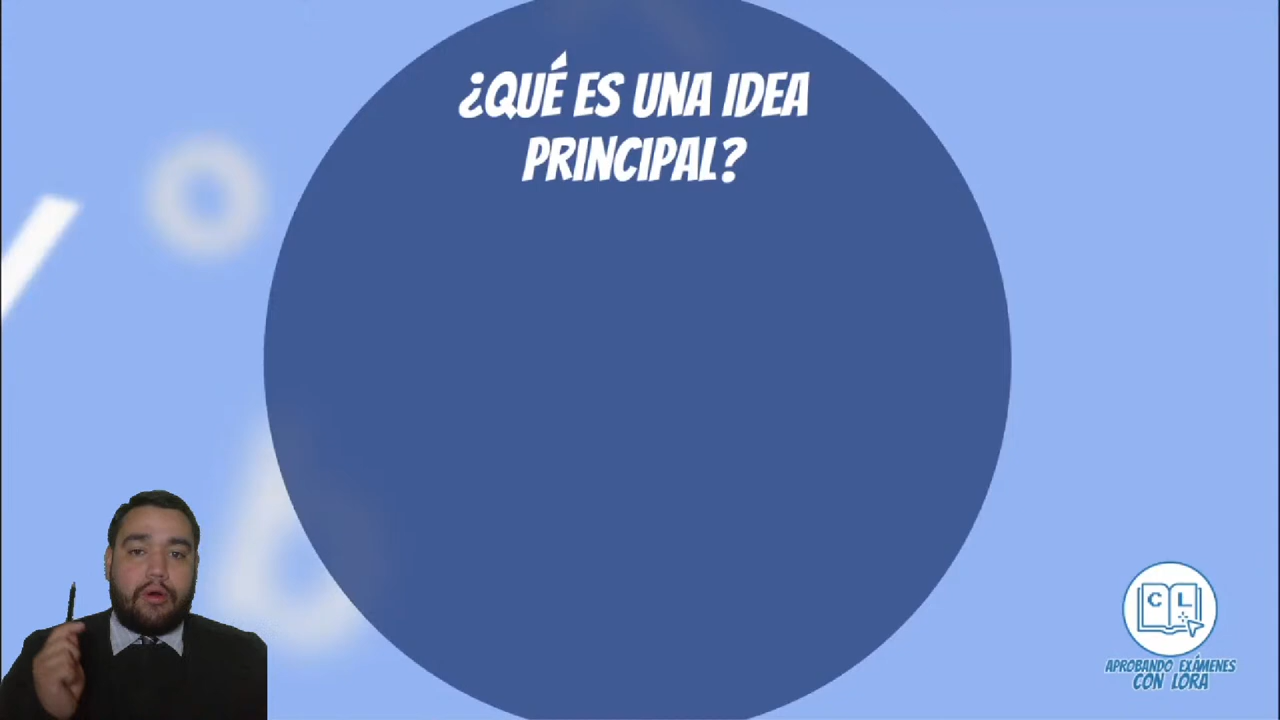 ¿QUÉ ES UNA IDEA
PRINCIPAL?
C L
APROBANDO EXÁMENES
CON LORA